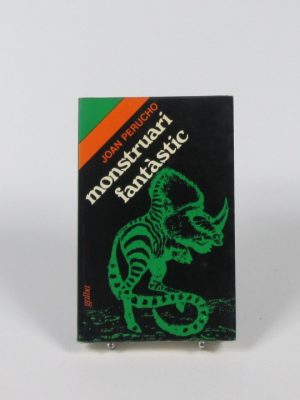 JOAN PERUCHO
monstruari
fantàstic
galba